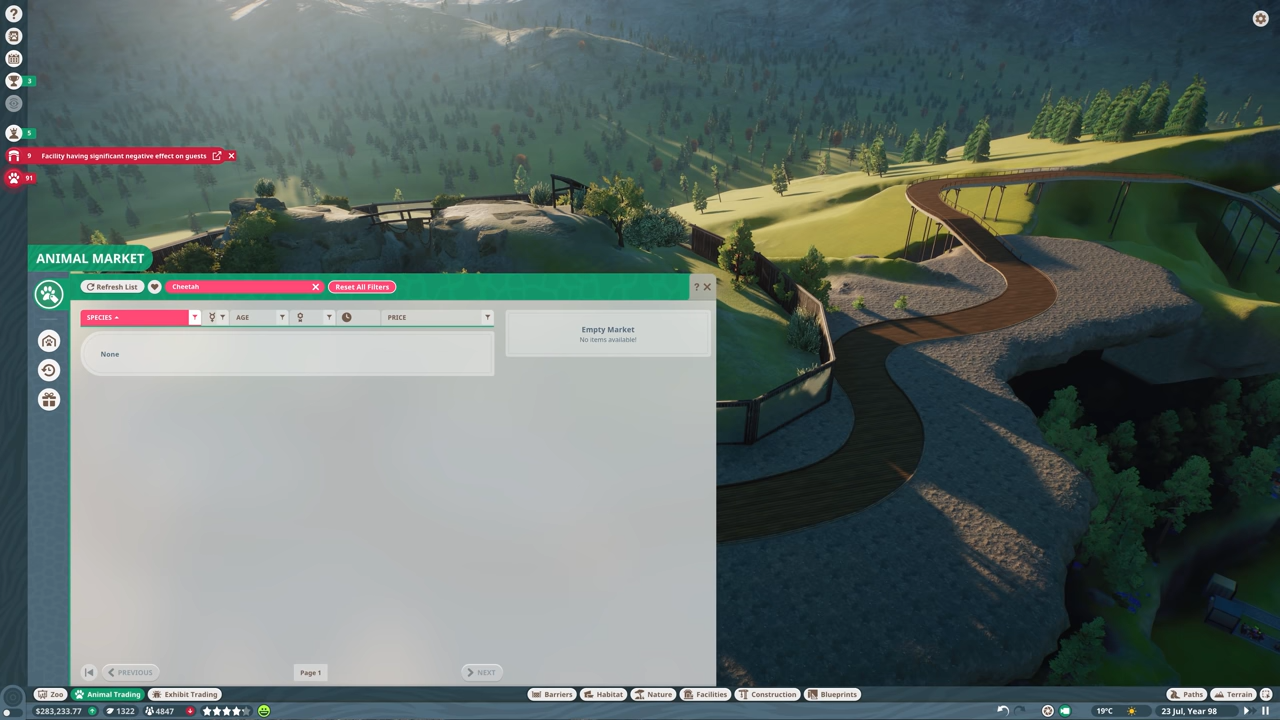 ?
3
5
9 Facility having significant negative effect on guests
91
ANIMAL MARKET
Refresh List Cheetah Reset All Filters ?
SPECIES AGE PRICE
None
Empty Market
No items available!
PREVIOUS Page 1 NEXT
Zoo Animal Trading Exhibit Trading Barriers Habitat Nature Facilities Construction Blueprints Paths Terrain
$283,233.77 1322 4847 19°C 23 Jul, Year 98